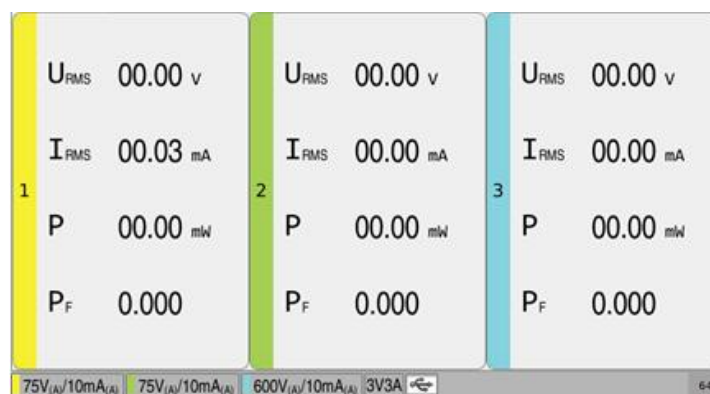 URMS 00.00 V
IRMS 00.03 mA
1
P 00.00 mW
PF 0.000
URMS 00.00 V
IRMS 00.00 mA
2
P 00.00 mW
PF 0.000
URMS 00.00 V
IRMS 00.00 mA
3
P 00.00 mW
PF 0.000
75V(A)/10mA(A) 75V(A)/10mA(A) 600V(A)/10mA(A) 3V3A 64